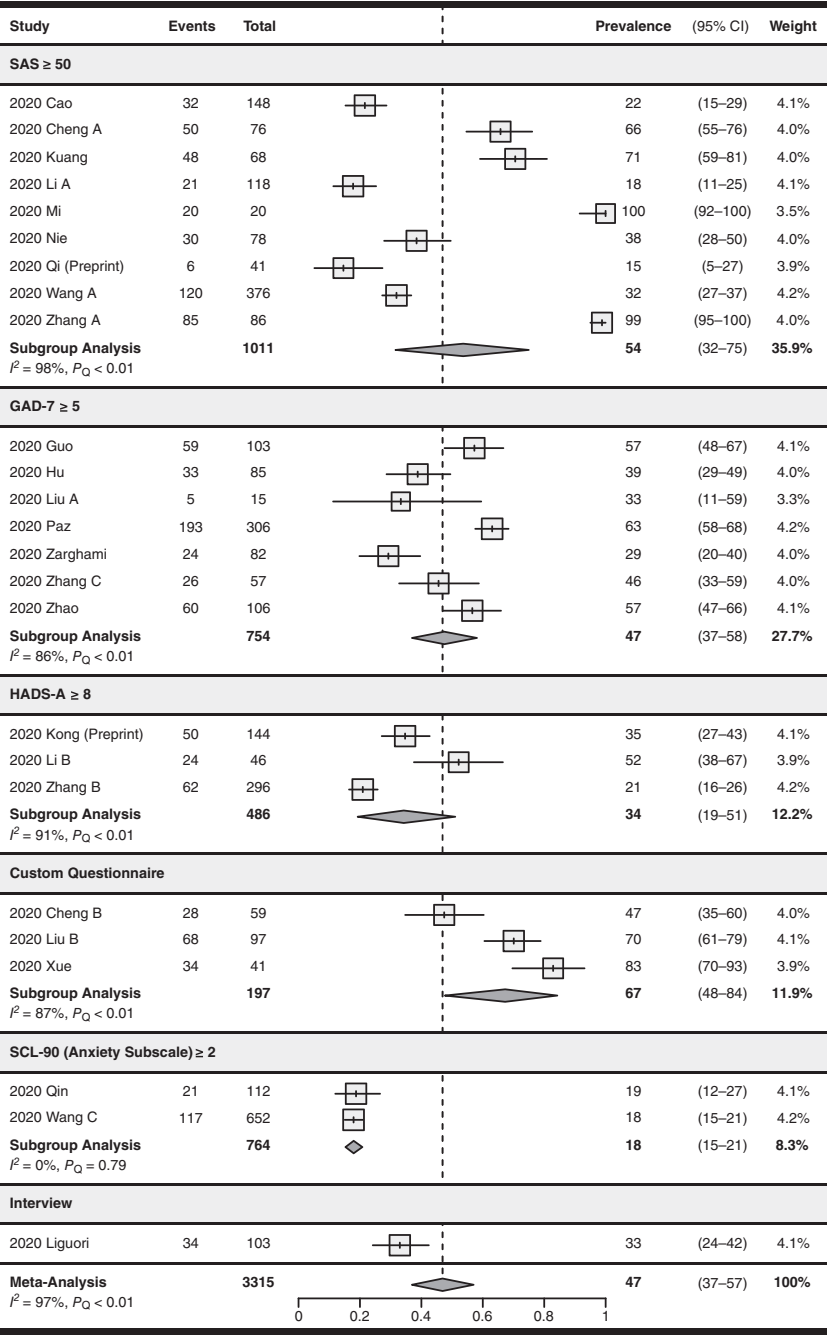 Study Events Total Prevalence (95% CI) Weight
SAS ≥ 50
2020 Cao 32 148 22 (15–29) 4.1%
2020 Cheng A 50 76 66 (55–76) 4.0%
2020 Kuang 48 68 71 (59–81) 4.0%
2020 Li A 21 118 18 (11–25) 4.1%
2020 Mi 20 20 100 (92–100) 3.5%
2020 Nie 30 78 38 (28–50) 4.0%
2020 Qi (Preprint) 6 41 15 (5–27) 3.9%
2020 Wang A 120 376 32 (27–37) 4.2%
2020 Zhang A 85 86 99 (95–100) 4.0%
Subgroup Analysis 1011 54 (32–75) 35.9%
I² = 98%, PQ < 0.01
GAD-7 ≥ 5
2020 Guo 59 103 57 (48–67) 4.1%
2020 Hu 33 85 39 (29–49) 4.0%
2020 Liu A 5 15 33 (11–59) 3.3%
2020 Paz 193 306 63 (58–68) 4.2%
2020 Zarghami 24 82 29 (20–40) 4.0%
2020 Zhang C 26 57 46 (33–59) 4.0%
2020 Zhao 60 106 57 (47–66) 4.1%
Subgroup Analysis 754 47 (37–58) 27.7%
I² = 86%, PQ < 0.01
HADS-A ≥ 8
2020 Kong (Preprint) 50 144 35 (27–43) 4.1%
2020 Li B 24 46 52 (38–67) 3.9%
2020 Zhang B 62 296 21 (16–26) 4.2%
Subgroup Analysis 486 34 (19–51) 12.2%
I² = 91%, PQ < 0.01
Custom Questionnaire
2020 Cheng B 28 59 47 (35–60) 4.0%
2020 Liu B 68 97 70 (61–79) 4.1%
2020 Xue 34 41 83 (70–93) 3.9%
Subgroup Analysis 197 67 (48–84) 11.9%
I² = 87%, PQ < 0.01
SCL-90 (Anxiety Subscale) ≥ 2
2020 Qin 21 112 19 (12–27) 4.1%
2020 Wang C 117 652 18 (15–21) 4.2%
Subgroup Analysis 764 18 (15–21) 8.3%
I² = 0%, PQ = 0.79
Interview
2020 Liguori 34 103 33 (24–42) 4.1%
Meta-Analysis 3315 47 (37–57) 100%
I² = 97%, PQ < 0.01
0 0.2 0.4 0.6 0.8 1